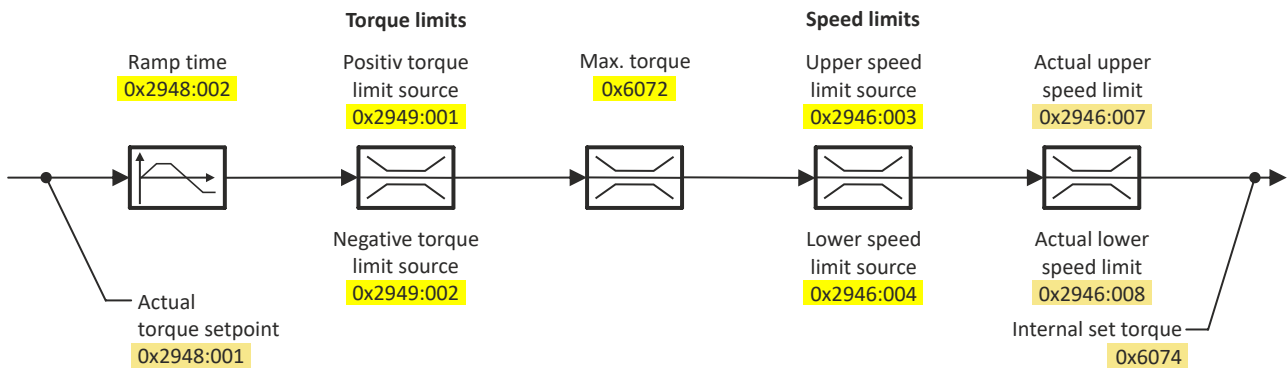 Torque limits
Speed limits
Ramp time
0x2948:002
Positiv torque
limit source
0x2949:001
Max. torque
0x6072
Upper speed
limit source
0x2946:003
Actual upper
speed limit
0x2946:007
Negative torque
limit source
0x2949:002
Lower speed
limit source
0x2946:004
Actual lower
speed limit
0x2946:008
Actual
torque setpoint
0x2948:001
Internal set torque
0x6074